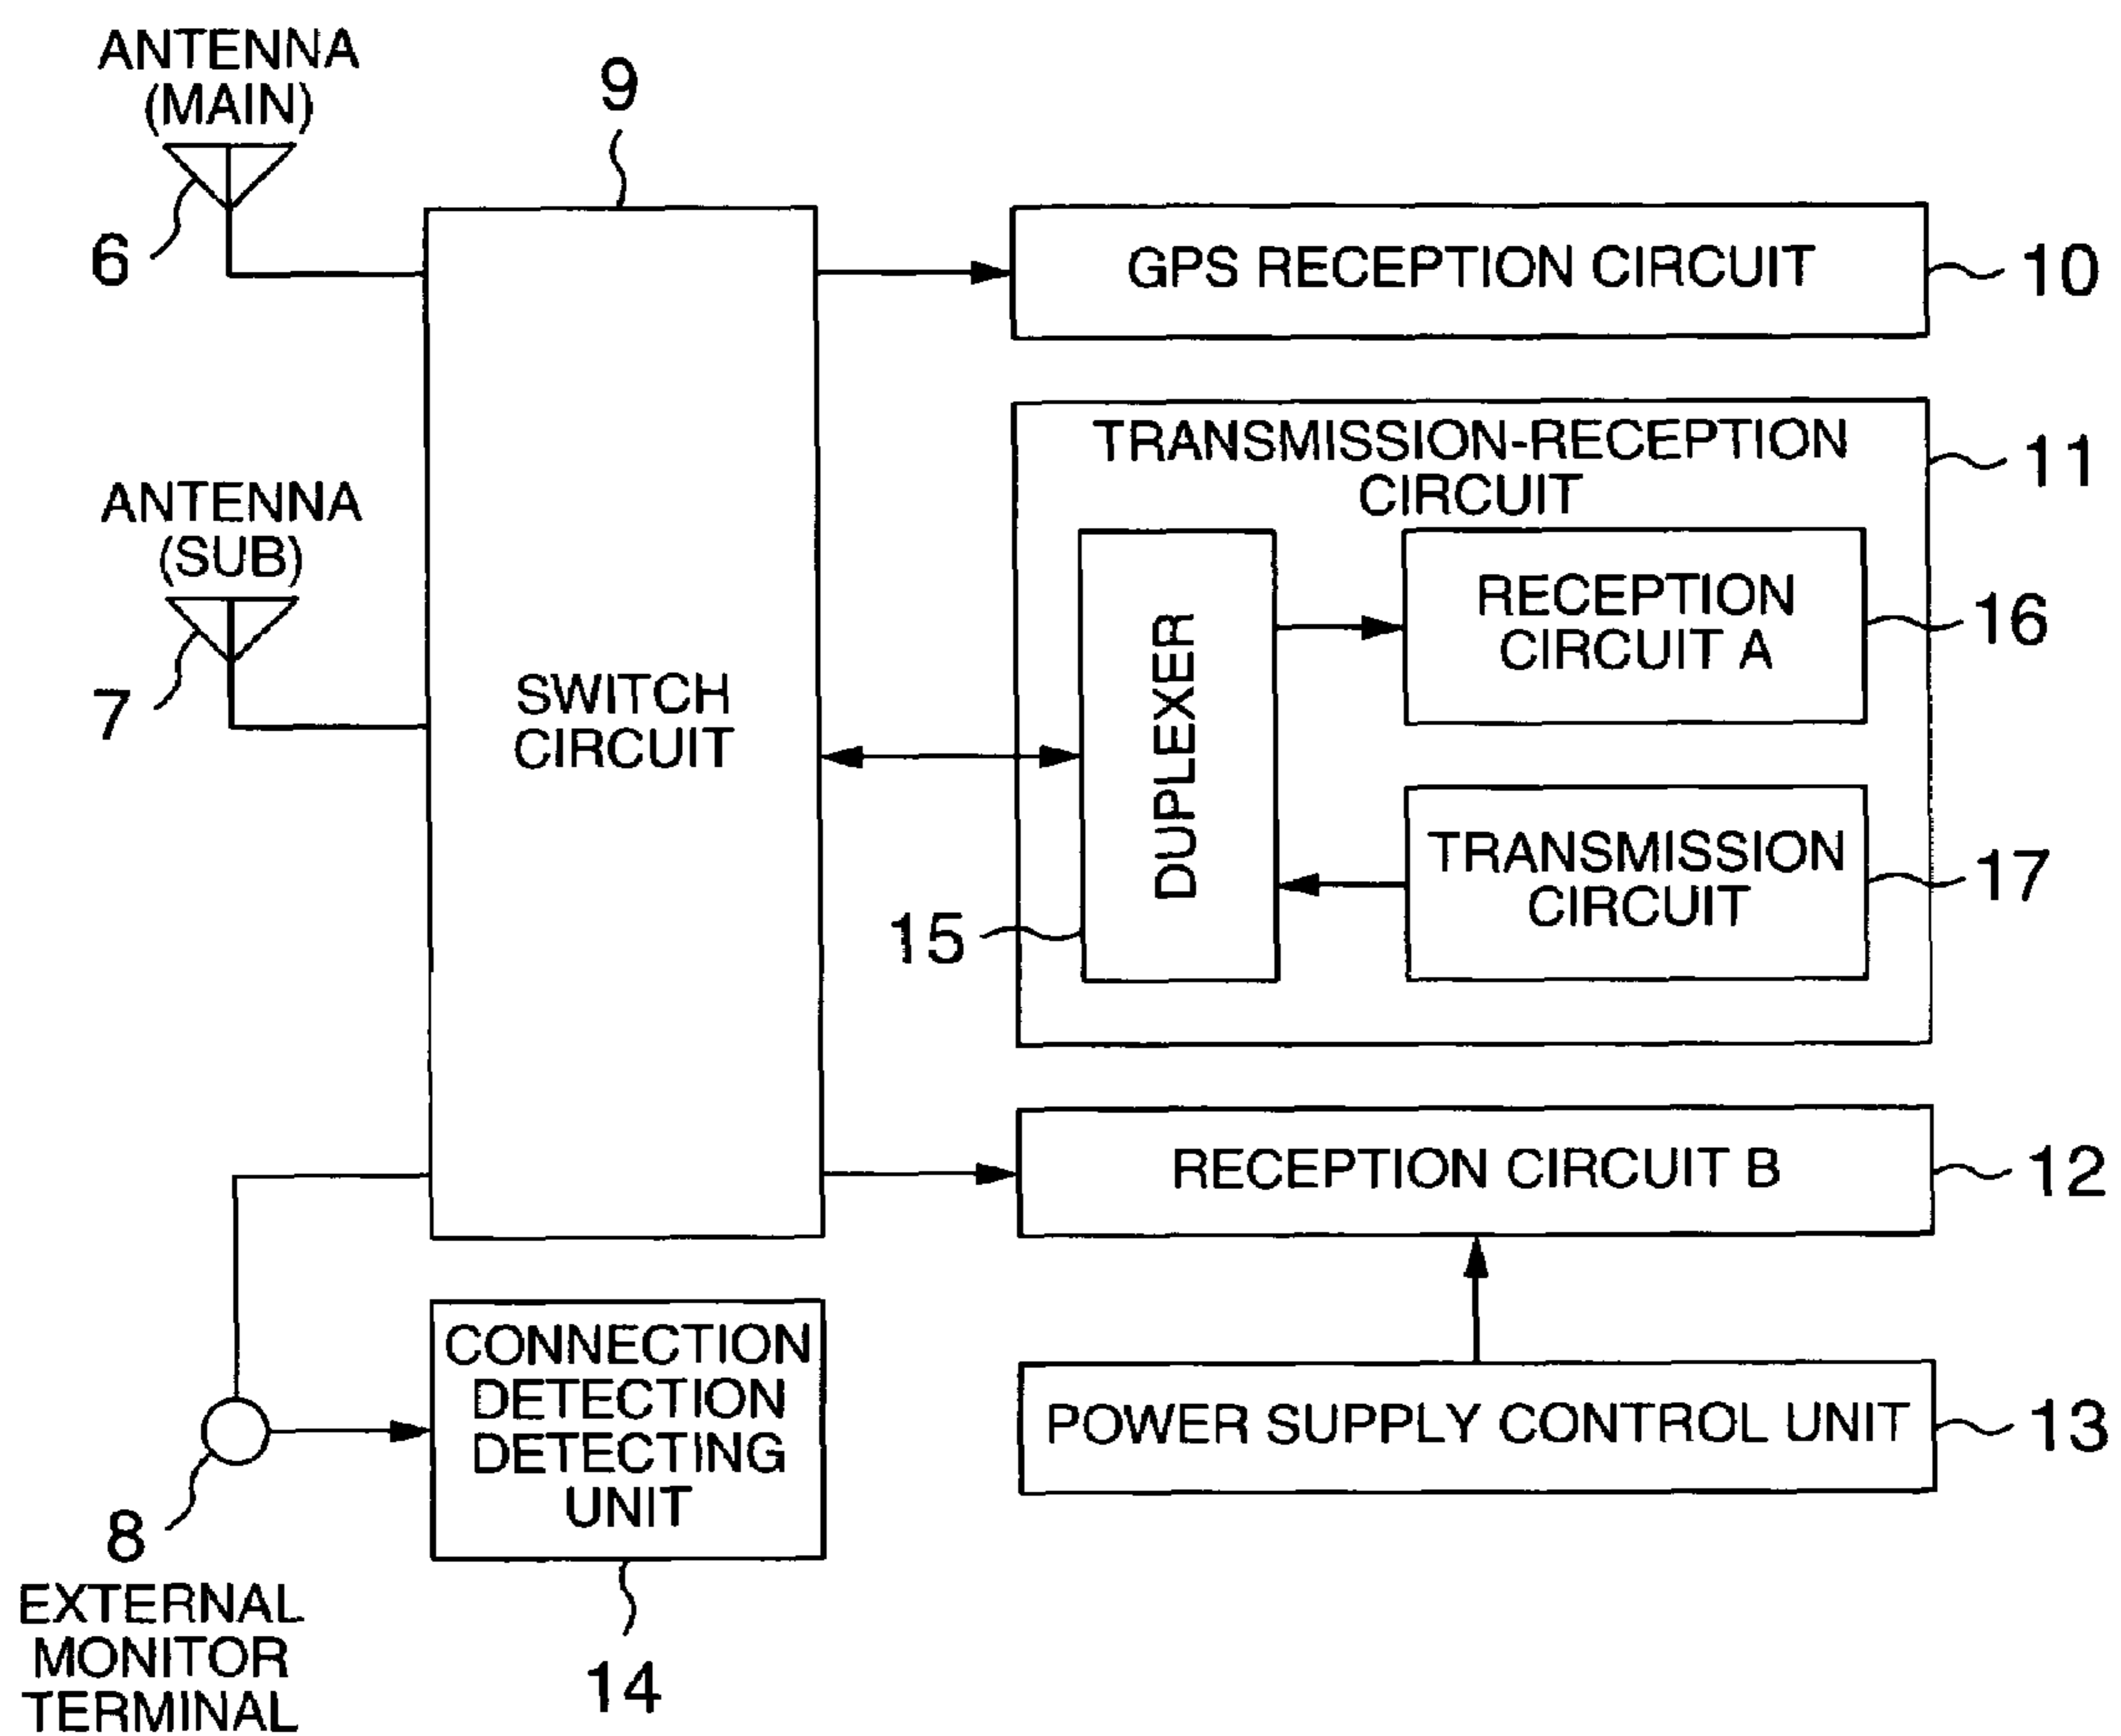 ANTENNA
(MAIN)
6
9
GPS RECEPTION CIRCUIT
10
TRANSMISSION-RECEPTION
CIRCUIT
11
ANTENNA
(SUB)
7
SWITCH
CIRCUIT
DUPLEXER
15
RECEPTION
CIRCUIT A
16
TRANSMISSION
CIRCUIT
17
RECEPTION CIRCUIT B
12
POWER SUPPLY CONTROL UNIT
13
CONNECTION
DETECTION
DETECTING
UNIT
14
8
EXTERNAL
MONITOR
TERMINAL